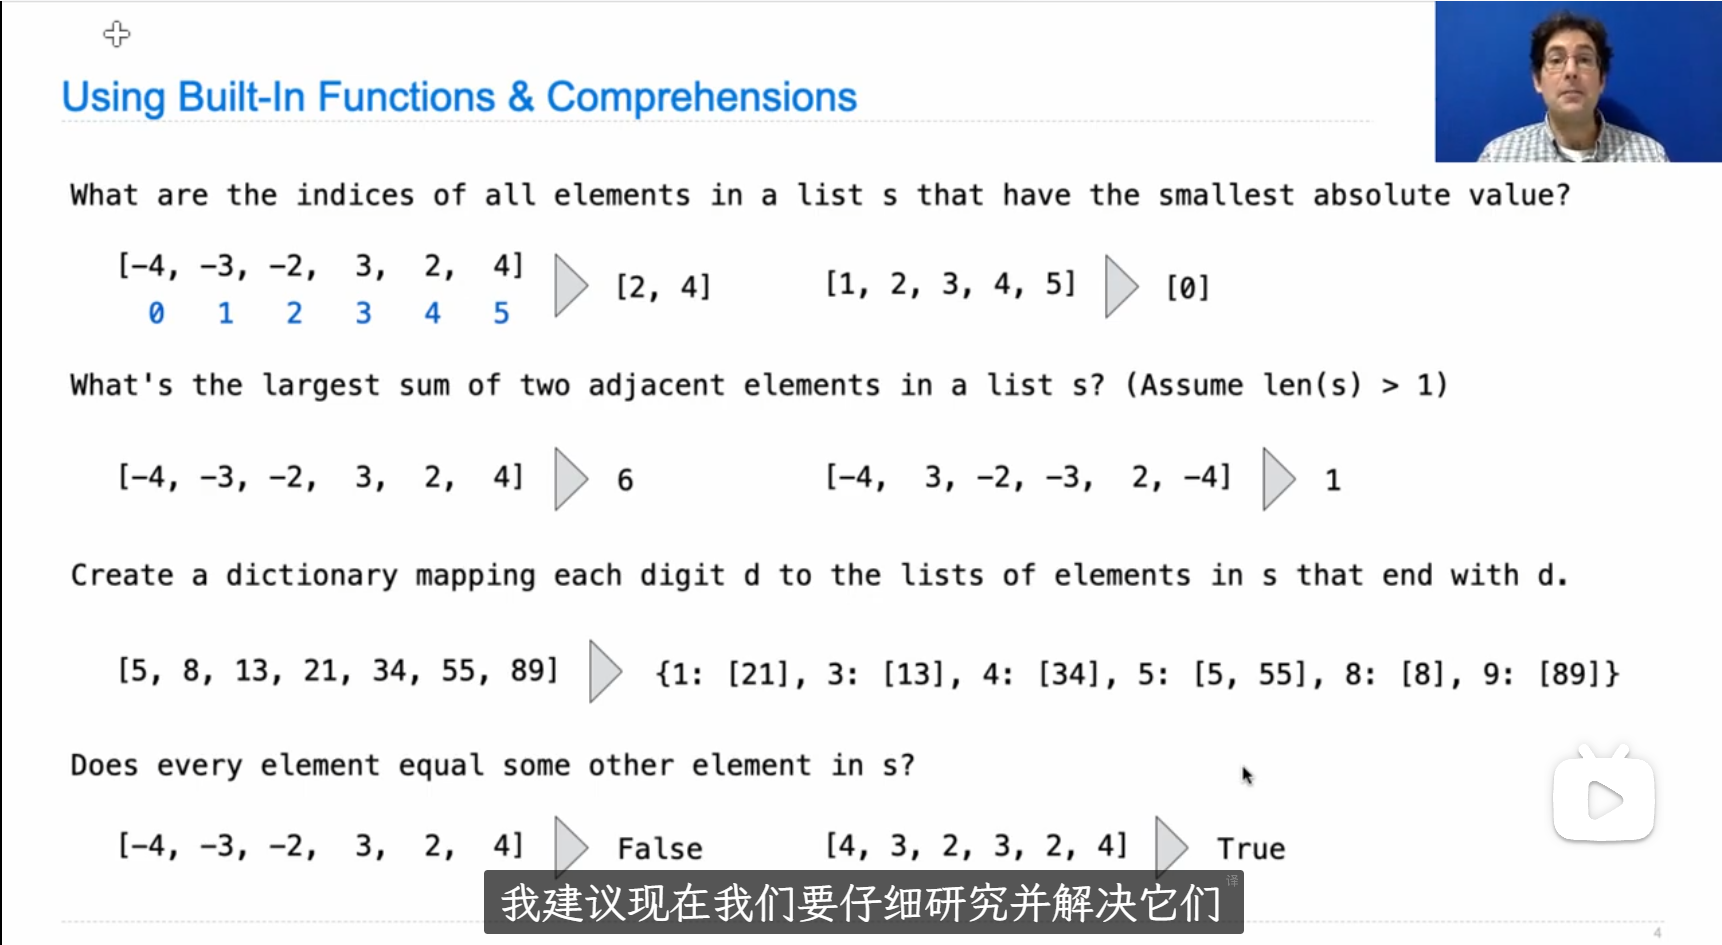 Using Built-In Functions & Comprehensions
What are the indices of all elements in a list s that have the smallest absolute value?
[-4, -3, -2, 3, 2, 4] [2, 4] [1, 2, 3, 4, 5] [0]
0 1 2 3 4 5
What's the largest sum of two adjacent elements in a list s? (Assume len(s) > 1)
[-4, -3, -2, 3, 2, 4] 6 [-4, 3, -2, -3, 2, -4] 1
Create a dictionary mapping each digit d to the lists of elements in s that end with d.
[5, 8, 13, 21, 34, 55, 89] {1: [21], 3: [13], 4: [34], 5: [5, 55], 8: [8], 9: [89]}
Does every element equal some other element in s?
[-4, -3, -2, 3, 2, 4] False [4, 3, 2, 3, 2, 4] True
译
我建议现在我们要仔细研究并解决它们
4